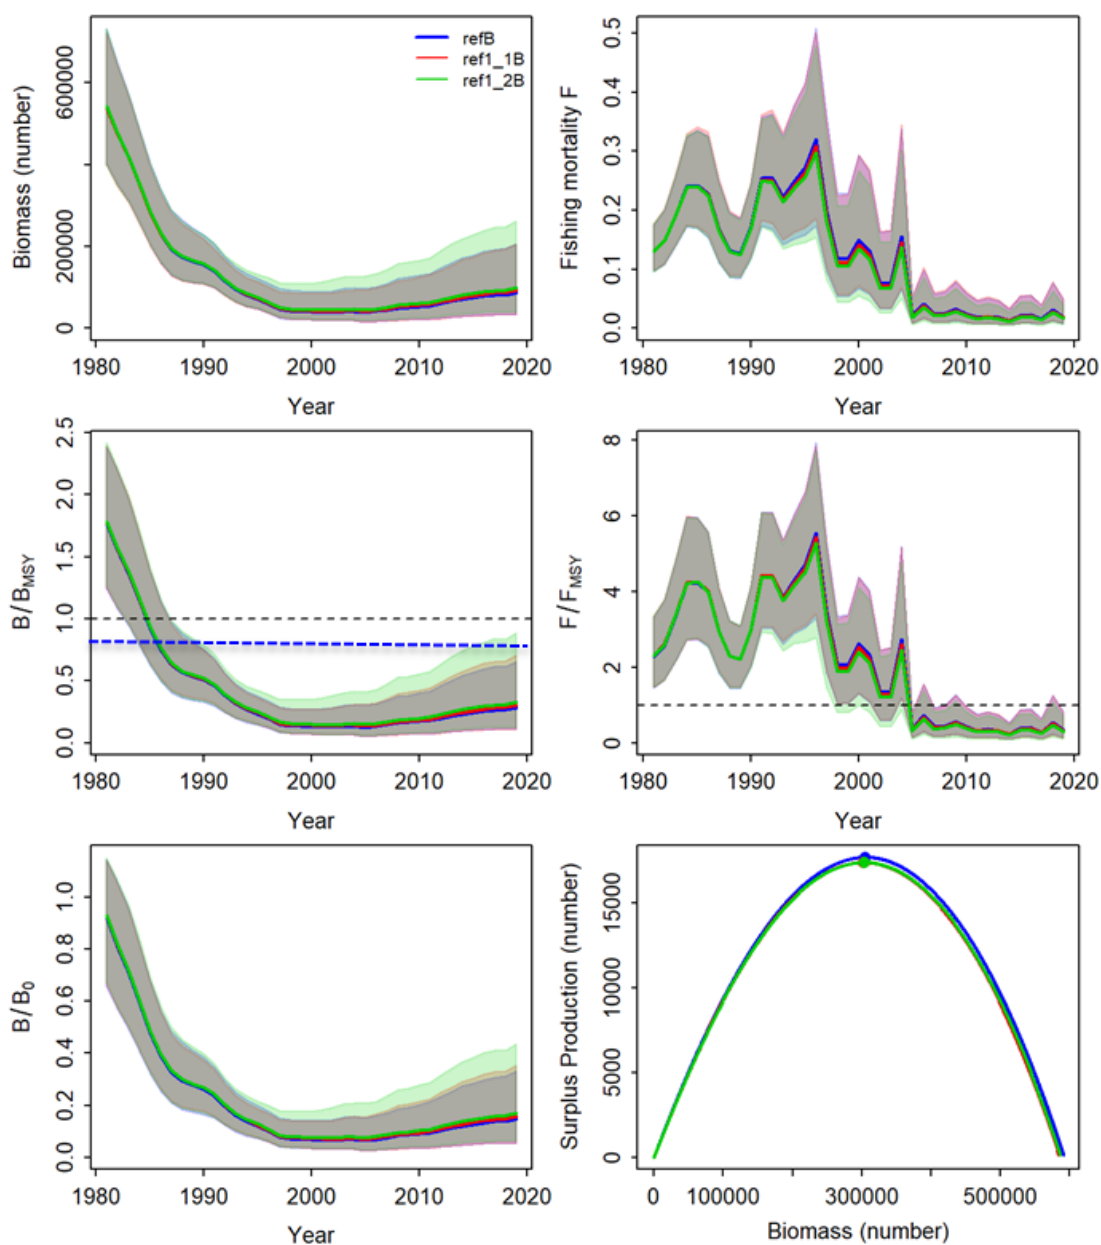 Biomass (number)
600000
200000
0
refB
ref1_1B
ref1_2B
1980 1990 2000 2010 2020
Year
Fishing mortality F
0.5
0.4
0.3
0.2
0.1
0.0
1980 1990 2000 2010 2020
Year
B/BMSY
2.5
2.0
1.5
1.0
0.5
0.0
1980 1990 2000 2010 2020
Year
F/FMSY
8
6
4
2
0
1980 1990 2000 2010 2020
Year
B/B0
1.0
0.8
0.6
0.4
0.2
0.0
1980 1990 2000 2010 2020
Year
Surplus Production (number)
15000
10000
5000
0
0 100000 300000 500000
Biomass (number)